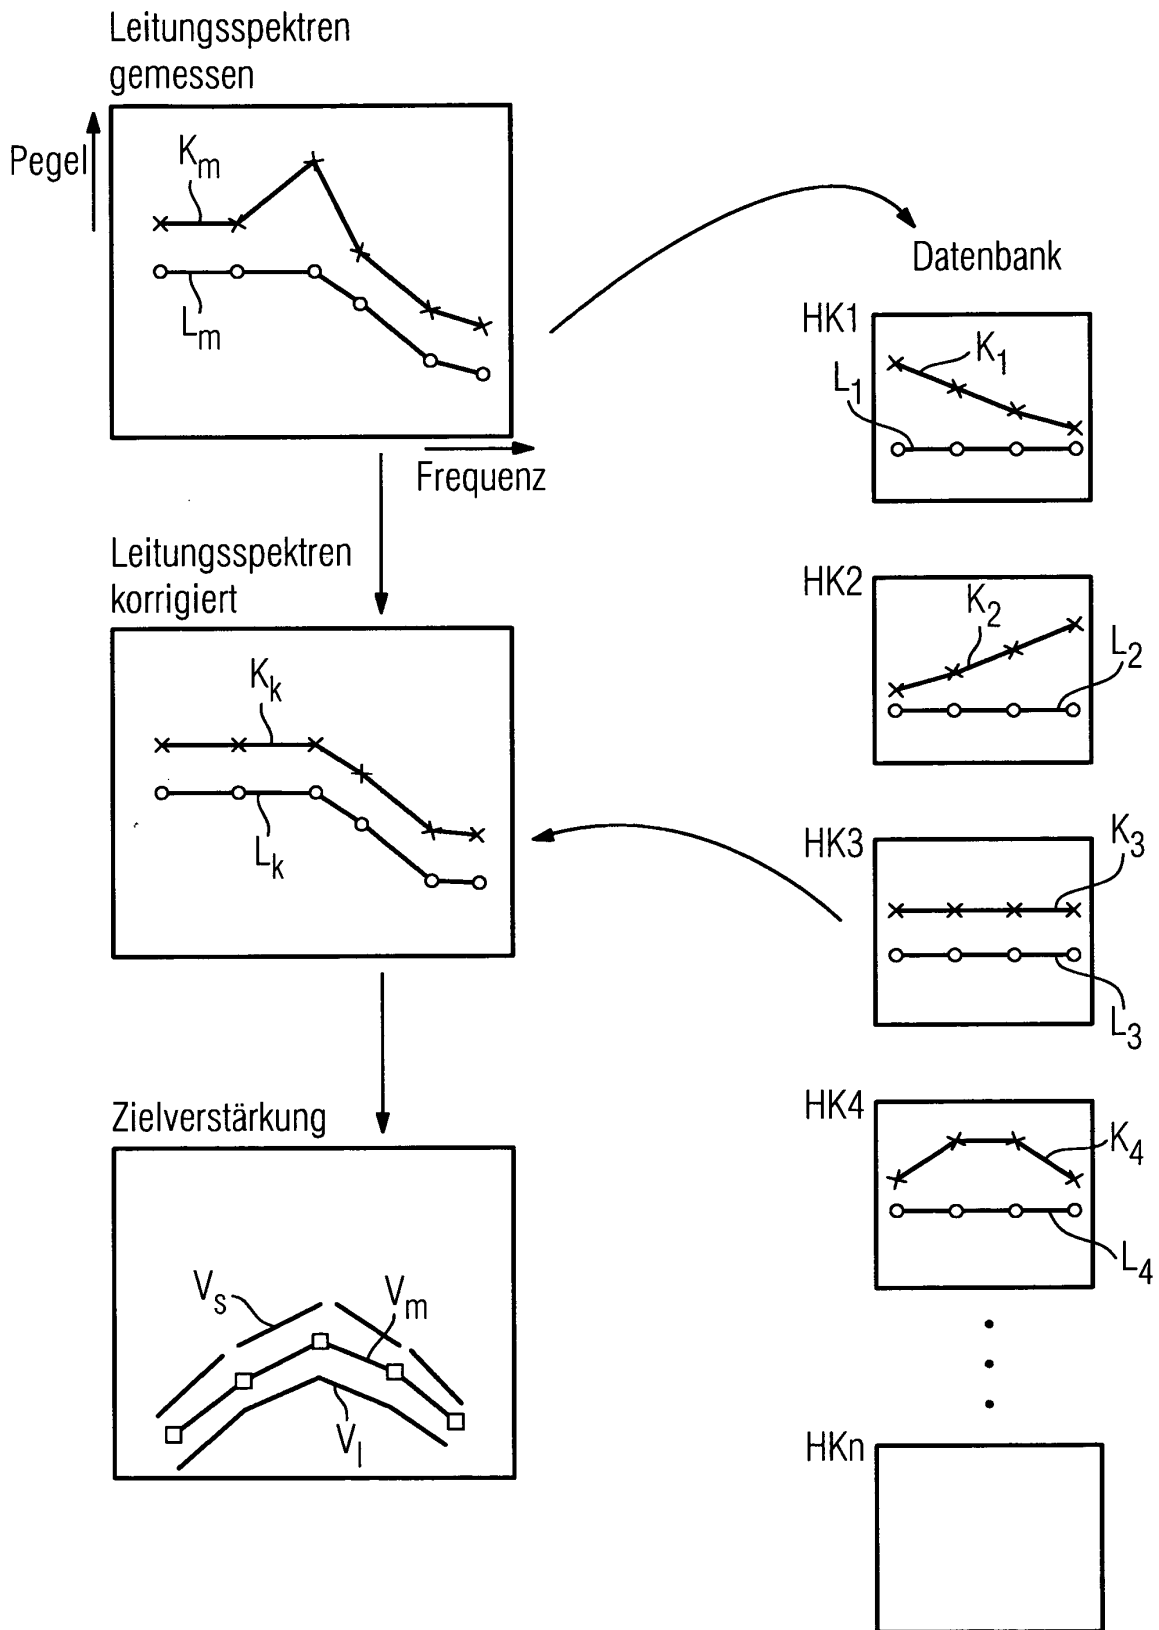 Leitungsspektren
gemessen
Pegel
Km
Lm
Frequenz
Datenbank
HK1
K1
L1
Leitungsspektren
korrigiert
Kk
Lk
HK2
K2
L2
HK3
K3
L3
Zielverstärkung
Vs
Vm
Vl
HK4
K4
L4
HKn